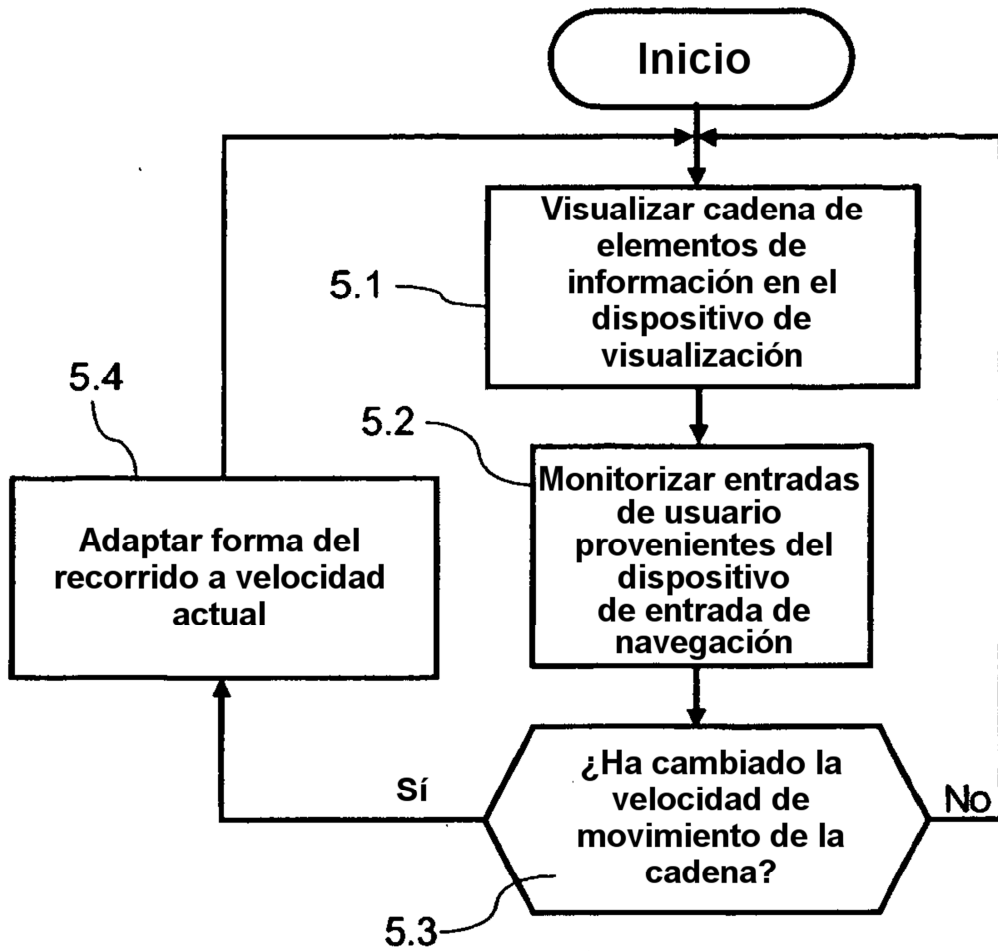 Inicio
Visualizar cadena de
elementos de
información en el
dispositivo de
visualización
5.1
5.4
5.2
Monitorizar entradas
de usuario
provenientes del
dispositivo
de entrada de
navegación
Adaptar forma del
recorrido a velocidad
actual
¿Ha cambiado la
velocidad de
movimiento de la
cadena?
Sí
No
5.3